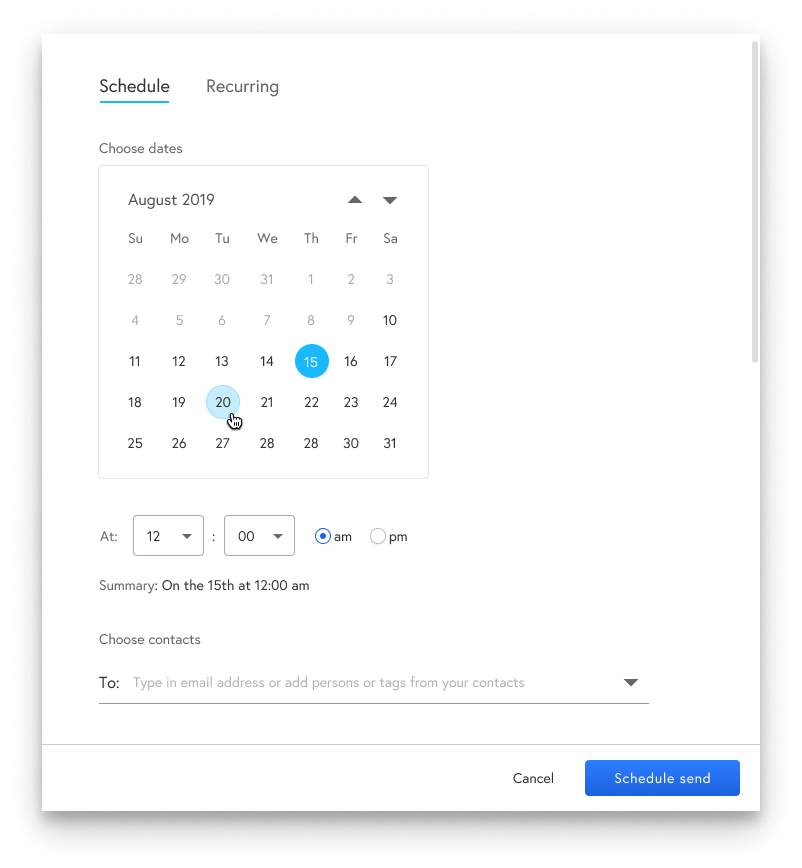 Schedule Recurring
Choose dates
August 2019
Su Mo Tu We Th Fr Sa
28 29 30 31 1 2 3
4 5 6 7 8 9 10
11 12 13 14 15 16 17
18 19 20 21 22 23 24
25 26 27 28 28 30 31
At: 12 : 00 am pm
Summary: On the 15th at 12:00 am
Choose contacts
To: Type in email address or add persons or tags from your contacts
Cancel Schedule send